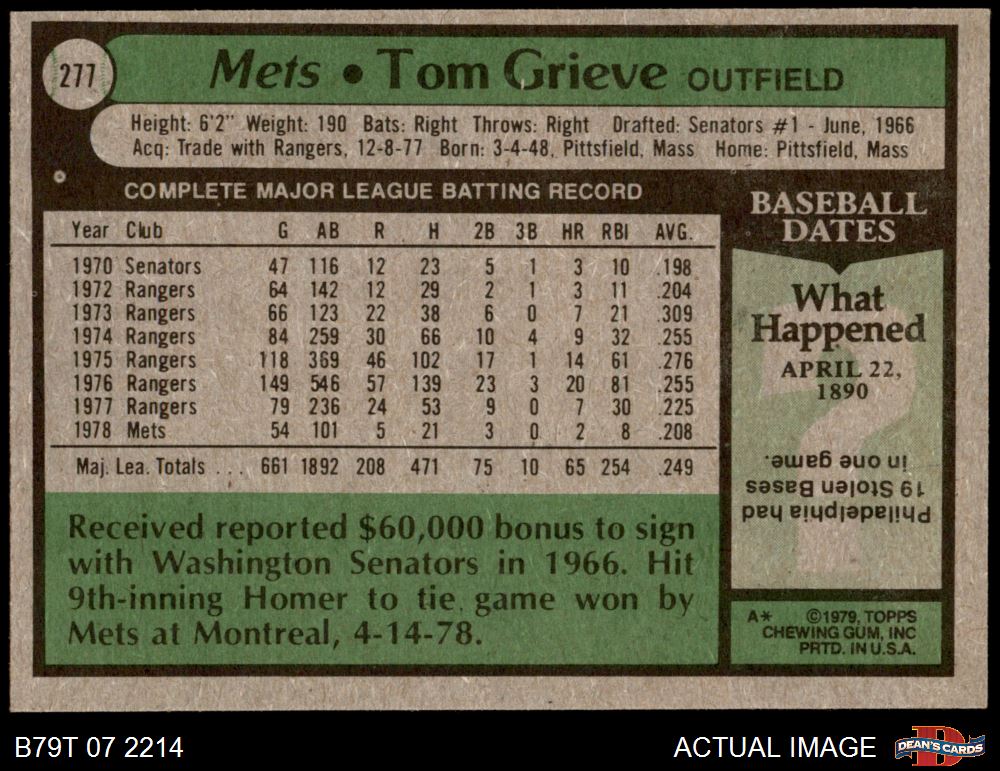 277
Mets • Tom Grieve OUTFIELD
Height: 6'2" Weight: 190 Bats: Right Throws: Right Drafted: Senators #1 - June, 1966
Acq: Trade with Rangers, 12-8-77 Born: 3-4-48, Pittsfield, Mass Home: Pittsfield, Mass
COMPLETE MAJOR LEAGUE BATTING RECORD
Year Club G AB R H 2B 3B HR RBI AVG.
1970 Senators 47 116 12 23 5 1 3 10 .198
1972 Rangers 64 142 12 29 2 1 3 11 .204
1973 Rangers 66 123 22 38 6 0 7 21 .309
1974 Rangers 84 259 30 66 10 4 9 32 .255
1975 Rangers 118 369 46 102 17 1 14 61 .276
1976 Rangers 149 546 57 139 23 3 20 81 .255
1977 Rangers 79 236 24 53 9 0 7 30 .225
1978 Mets 54 101 5 21 3 0 2 8 .208
Maj. Lea. Totals ... 661 1892 208 471 75 10 65 254 .249
Received reported $60,000 bonus to sign
with Washington Senators in 1966. Hit
9th-inning Homer to tie game won by
Mets at Montreal, 4-14-78.
BASEBALL
DATES
What
Happened
APRIL 22,
1890
Philadelphia had
19 Stolen Bases
in one game.
A* ©1979, TOPPS
CHEWING GUM, INC
PRTD. IN U.S.A.
B79T 07 2214
ACTUAL IMAGE
DEAN'S CARDS